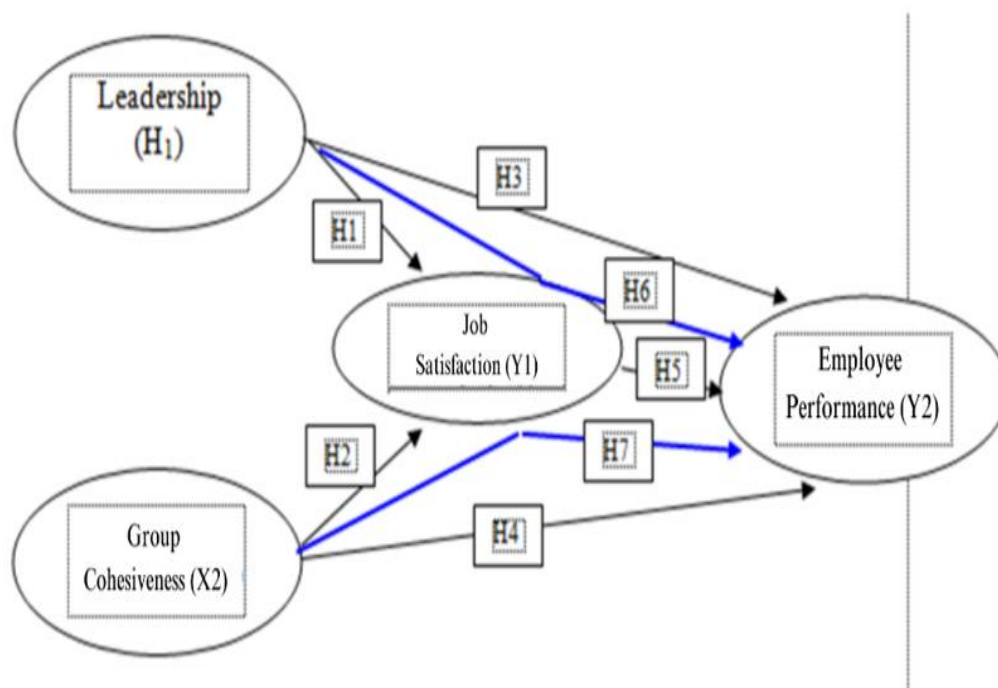 Leadership
(H₁)
H3
H1
H6
Job
Satisfaction (Y1)
H5
Employee
Performance (Y2)
H2
H7
Group
Cohesiveness (X2)
H4